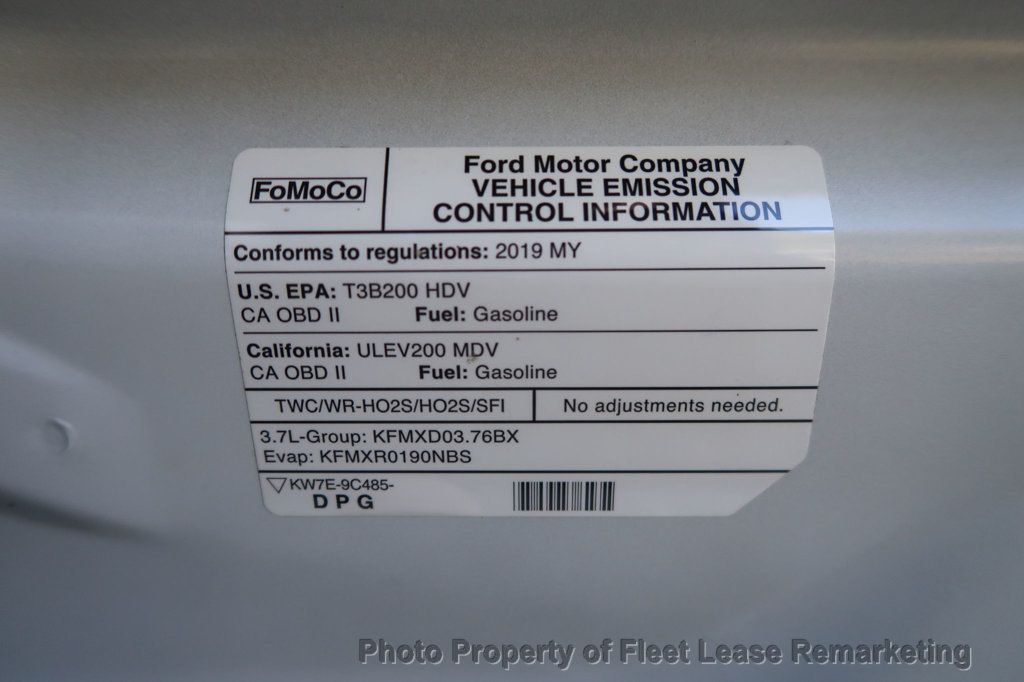 FoMoCo
Ford Motor Company
VEHICLE EMISSION
CONTROL INFORMATION
Conforms to regulations: 2019 MY
U.S. EPA: T3B200 HDV
CA OBD II Fuel: Gasoline
California: ULEV200 MDV
CA OBD II Fuel: Gasoline
TWC/WR-HO2S/HO2S/SFI No adjustments needed.
3.7L-Group: KFMXD03.76BX
Evap: KFMXR0190NBS
KW7E-9C485-
DPG
Photo Property of Fleet Lease Remarketing